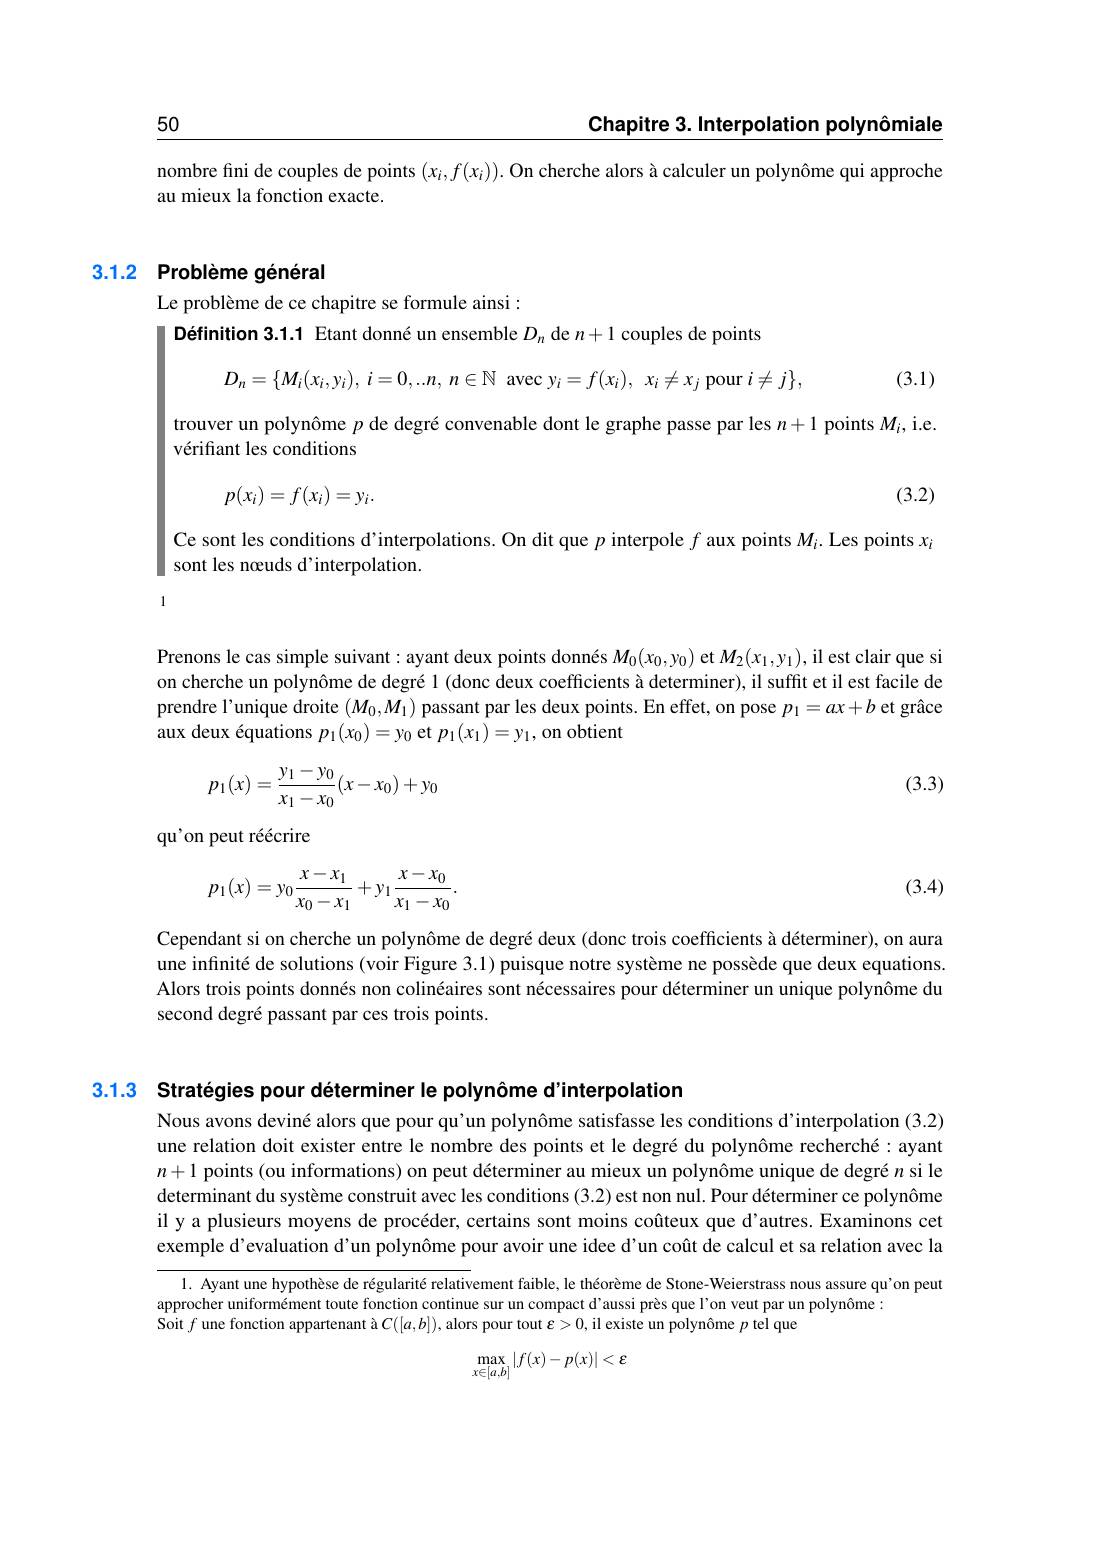 50 Chapitre 3. Interpolation polynômiale
nombre fini de couples de points (x_i, f(x_i)). On cherche alors à calculer un polynôme qui approche
au mieux la fonction exacte.
3.1.2 Problème général
Le problème de ce chapitre se formule ainsi :
Définition 3.1.1 Etant donné un ensemble D_n de n+1 couples de points
D_n = {M_i(x_i, y_i), i = 0,..n, n ∈ ℕ avec y_i = f(x_i), x_i ≠ x_j pour i ≠ j}, (3.1)
trouver un polynôme p de degré convenable dont le graphe passe par les n+1 points M_i, i.e.
vérifiant les conditions
p(x_i) = f(x_i) = y_i. (3.2)
Ce sont les conditions d'interpolations. On dit que p interpole f aux points M_i. Les points x_i
sont les nœuds d'interpolation.
1
Prenons le cas simple suivant : ayant deux points donnés M_0(x_0, y_0) et M_2(x_1, y_1), il est clair que si
on cherche un polynôme de degré 1 (donc deux coefficients à determiner), il suffit et il est facile de
prendre l'unique droite (M_0, M_1) passant par les deux points. En effet, on pose p_1 = ax+b et grâce
aux deux équations p_1(x_0) = y_0 et p_1(x_1) = y_1, on obtient
p_1(x) = \frac{y_1 − y_0}{x_1 − x_0}(x − x_0) + y_0 (3.3)
qu'on peut réécrire
p_1(x) = y_0 \frac{x − x_1}{x_0 − x_1} + y_1 \frac{x − x_0}{x_1 − x_0}. (3.4)
Cependant si on cherche un polynôme de degré deux (donc trois coefficients à déterminer), on aura
une infinité de solutions (voir Figure 3.1) puisque notre système ne possède que deux equations.
Alors trois points donnés non colinéaires sont nécessaires pour déterminer un unique polynôme du
second degré passant par ces trois points.
3.1.3 Stratégies pour déterminer le polynôme d'interpolation
Nous avons deviné alors que pour qu'un polynôme satisfasse les conditions d'interpolation (3.2)
une relation doit exister entre le nombre des points et le degré du polynôme recherché : ayant
n+1 points (ou informations) on peut déterminer au mieux un polynôme unique de degré n si le
determinant du système construit avec les conditions (3.2) est non nul. Pour déterminer ce polynôme
il y a plusieurs moyens de procéder, certains sont moins coûteux que d'autres. Examinons cet
exemple d'evaluation d'un polynôme pour avoir une idee d'un coût de calcul et sa relation avec la
1. Ayant une hypothèse de régularité relativement faible, le théorème de Stone-Weierstrass nous assure qu'on peut
approcher uniformément toute fonction continue sur un compact d'aussi près que l'on veut par un polynôme :
Soit f une fonction appartenant à C([a,b]), alors pour tout ε > 0, il existe un polynôme p tel que
max_{x∈[a,b]} |f(x) − p(x)| < ε